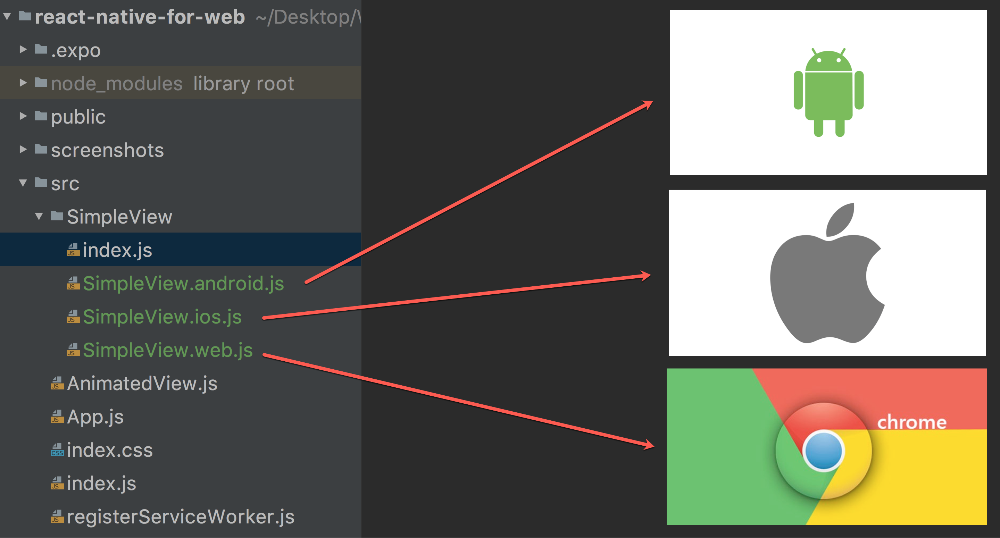 react-native-for-web ~/Desktop/
.expo
node_modules library root
public
screenshots
src
SimpleView
index.js
SimpleView.android.js
SimpleView.ios.js
SimpleView.web.js
AnimatedView.js
App.js
index.css
index.js
registerServiceWorker.js
chrome